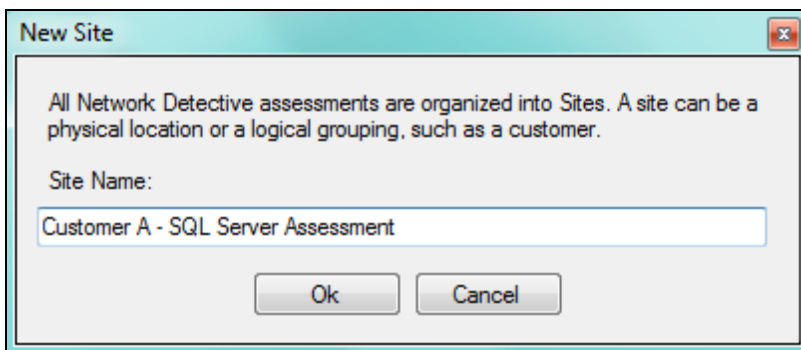 New Site
All Network Detective assessments are organized into Sites. A site can be a
physical location or a logical grouping, such as a customer.
Site Name:
Customer A - SQL Server Assessment
Ok Cancel